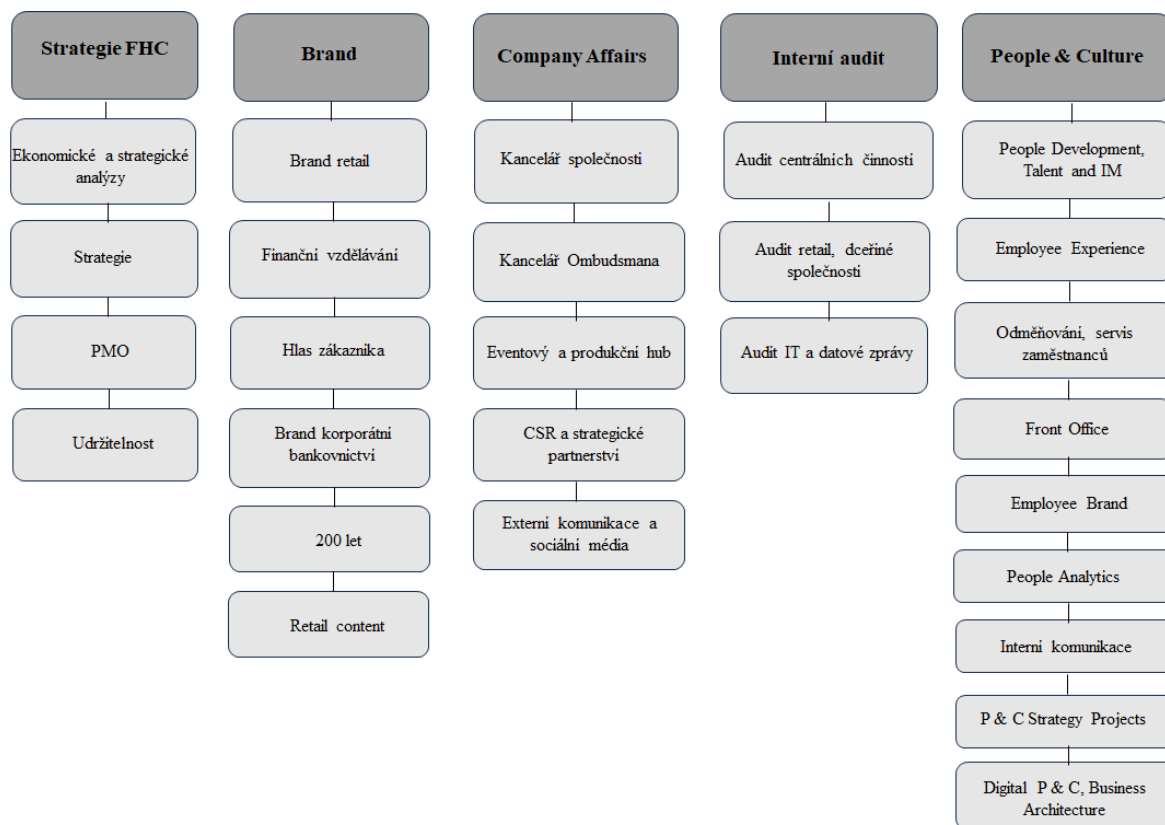 Strategie FHC
Ekonomické a strategické
analýzy
Strategie
PMO
Udržitelnost
Brand
Brand retail
Finanční vzdělávání
Hlas zákaznika
Brand korporátni
bankovnictví
200 let
Retail content
Company Affairs
Kancelář společnosti
Kancelář Ombudsmana
Eventový a produkční hub
CSR a strategické
partnerství
Externí komunikace a
sociální média
Interní audit
Audit centrálních činností
Audit retail, dceřiné
společnosti
Audit IT a datové zprávy
People & Culture
People Development,
Talent and IM
Employee Experience
Odměňování, servis
zaměstnanců
Front Office
Employee Brand
People Analytics
Interní komunikace
P & C Strategy Projects
Digital P & C, Business
Architecture